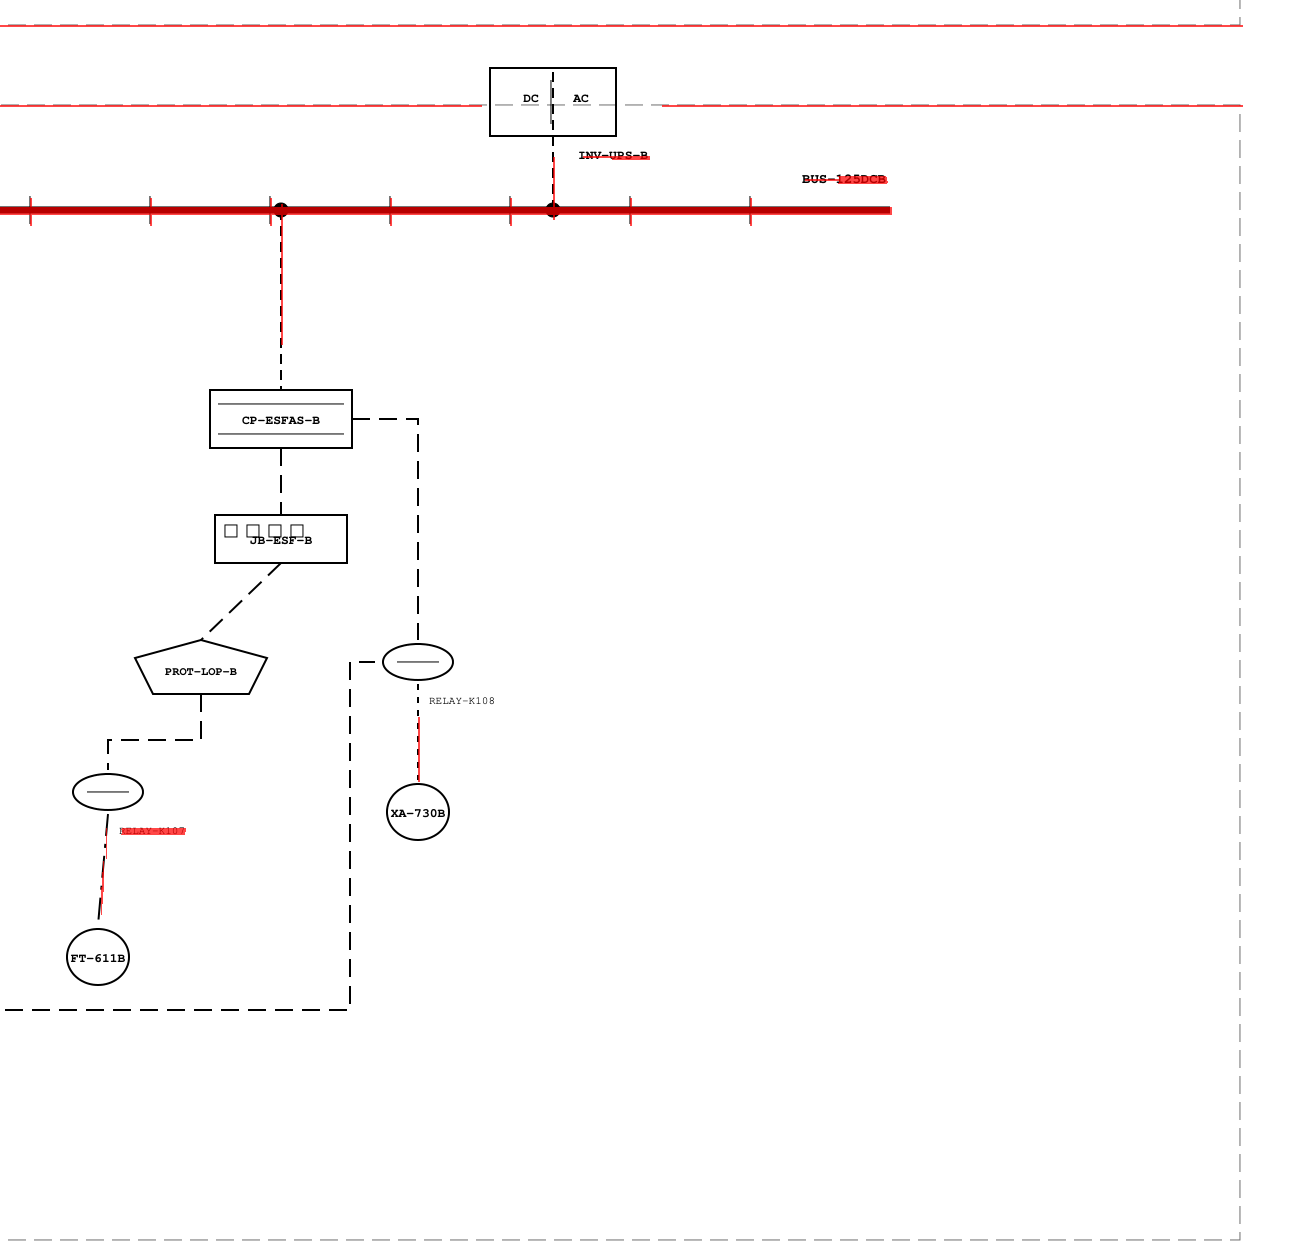 DC AC
INV-UPS-B
BUS-125DCB
CP-ESFAS-B
JB-ESF-B
PROT-LOP-B
RELAY-K108
XA-730B
RELAY-K107
FT-611B